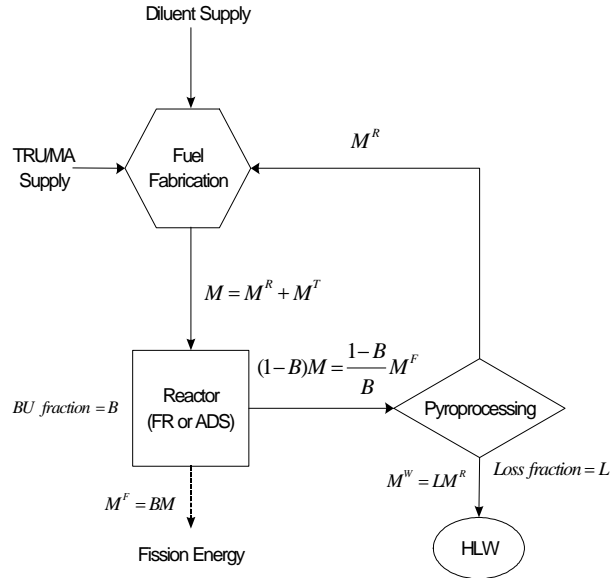 Diluent Supply
TRU/MA
Supply
Fuel
Fabrication
M^R
M = M^R + M^T
(1-B)M = \frac{1-B}{B} M^F
BU fraction = B
Reactor
(FR or ADS)
Pyroprocessing
M^F = BM
M^W = LM^R
Loss fraction = L
Fission Energy
HLW